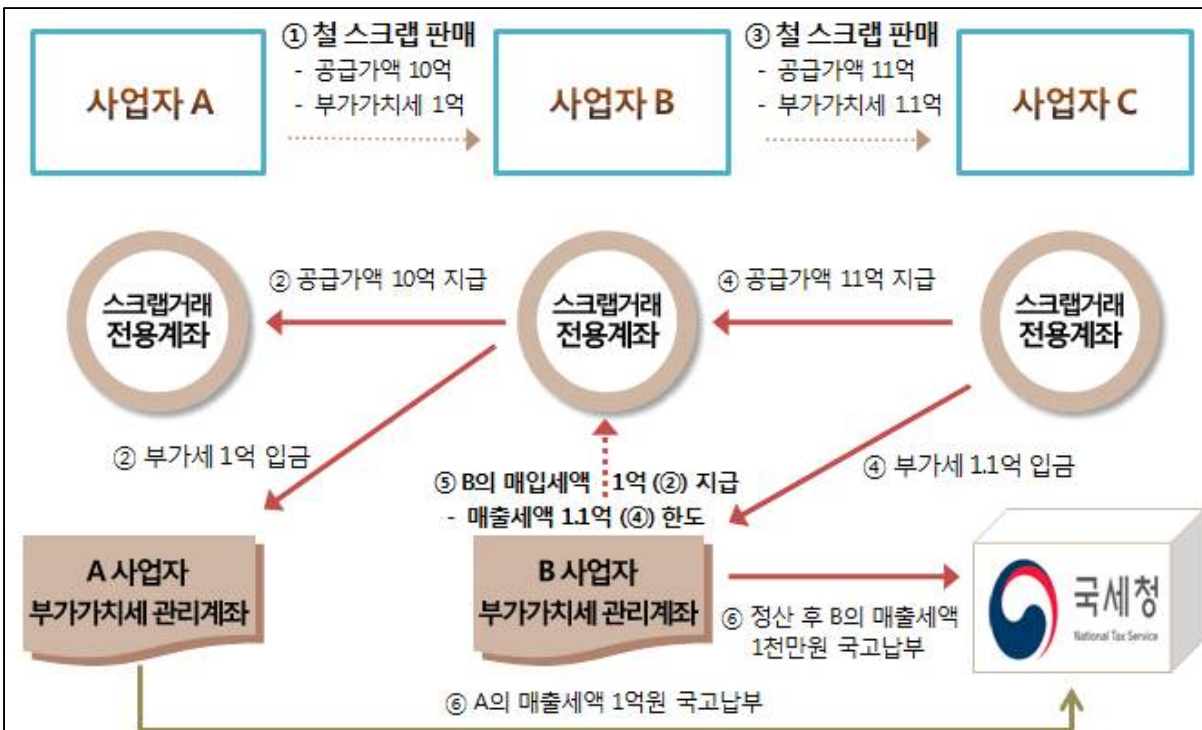 사업자 A
① 철 스크랩 판매
- 공급가액 10억
- 부가가치세 1억
사업자 B
③ 철 스크랩 판매
- 공급가액 11억
- 부가가치세 1.1억
사업자 C
스크랩거래
전용계좌
② 공급가액 10억 지급
스크랩거래
전용계좌
④ 공급가액 11억 지급
스크랩거래
전용계좌
② 부가세 1억 입금
⑤ B의 매입세액 1억 (②) 지급
- 매출세액 1.1억 (④) 한도
④ 부가세 1.1억 입금
A 사업자
부가가치세 관리계좌
B 사업자
부가가치세 관리계좌
⑥ 정산 후 B의 매출세액
1천만원 국고납부
국세청
National Tax Service
⑥ A의 매출세액 1억원 국고납부